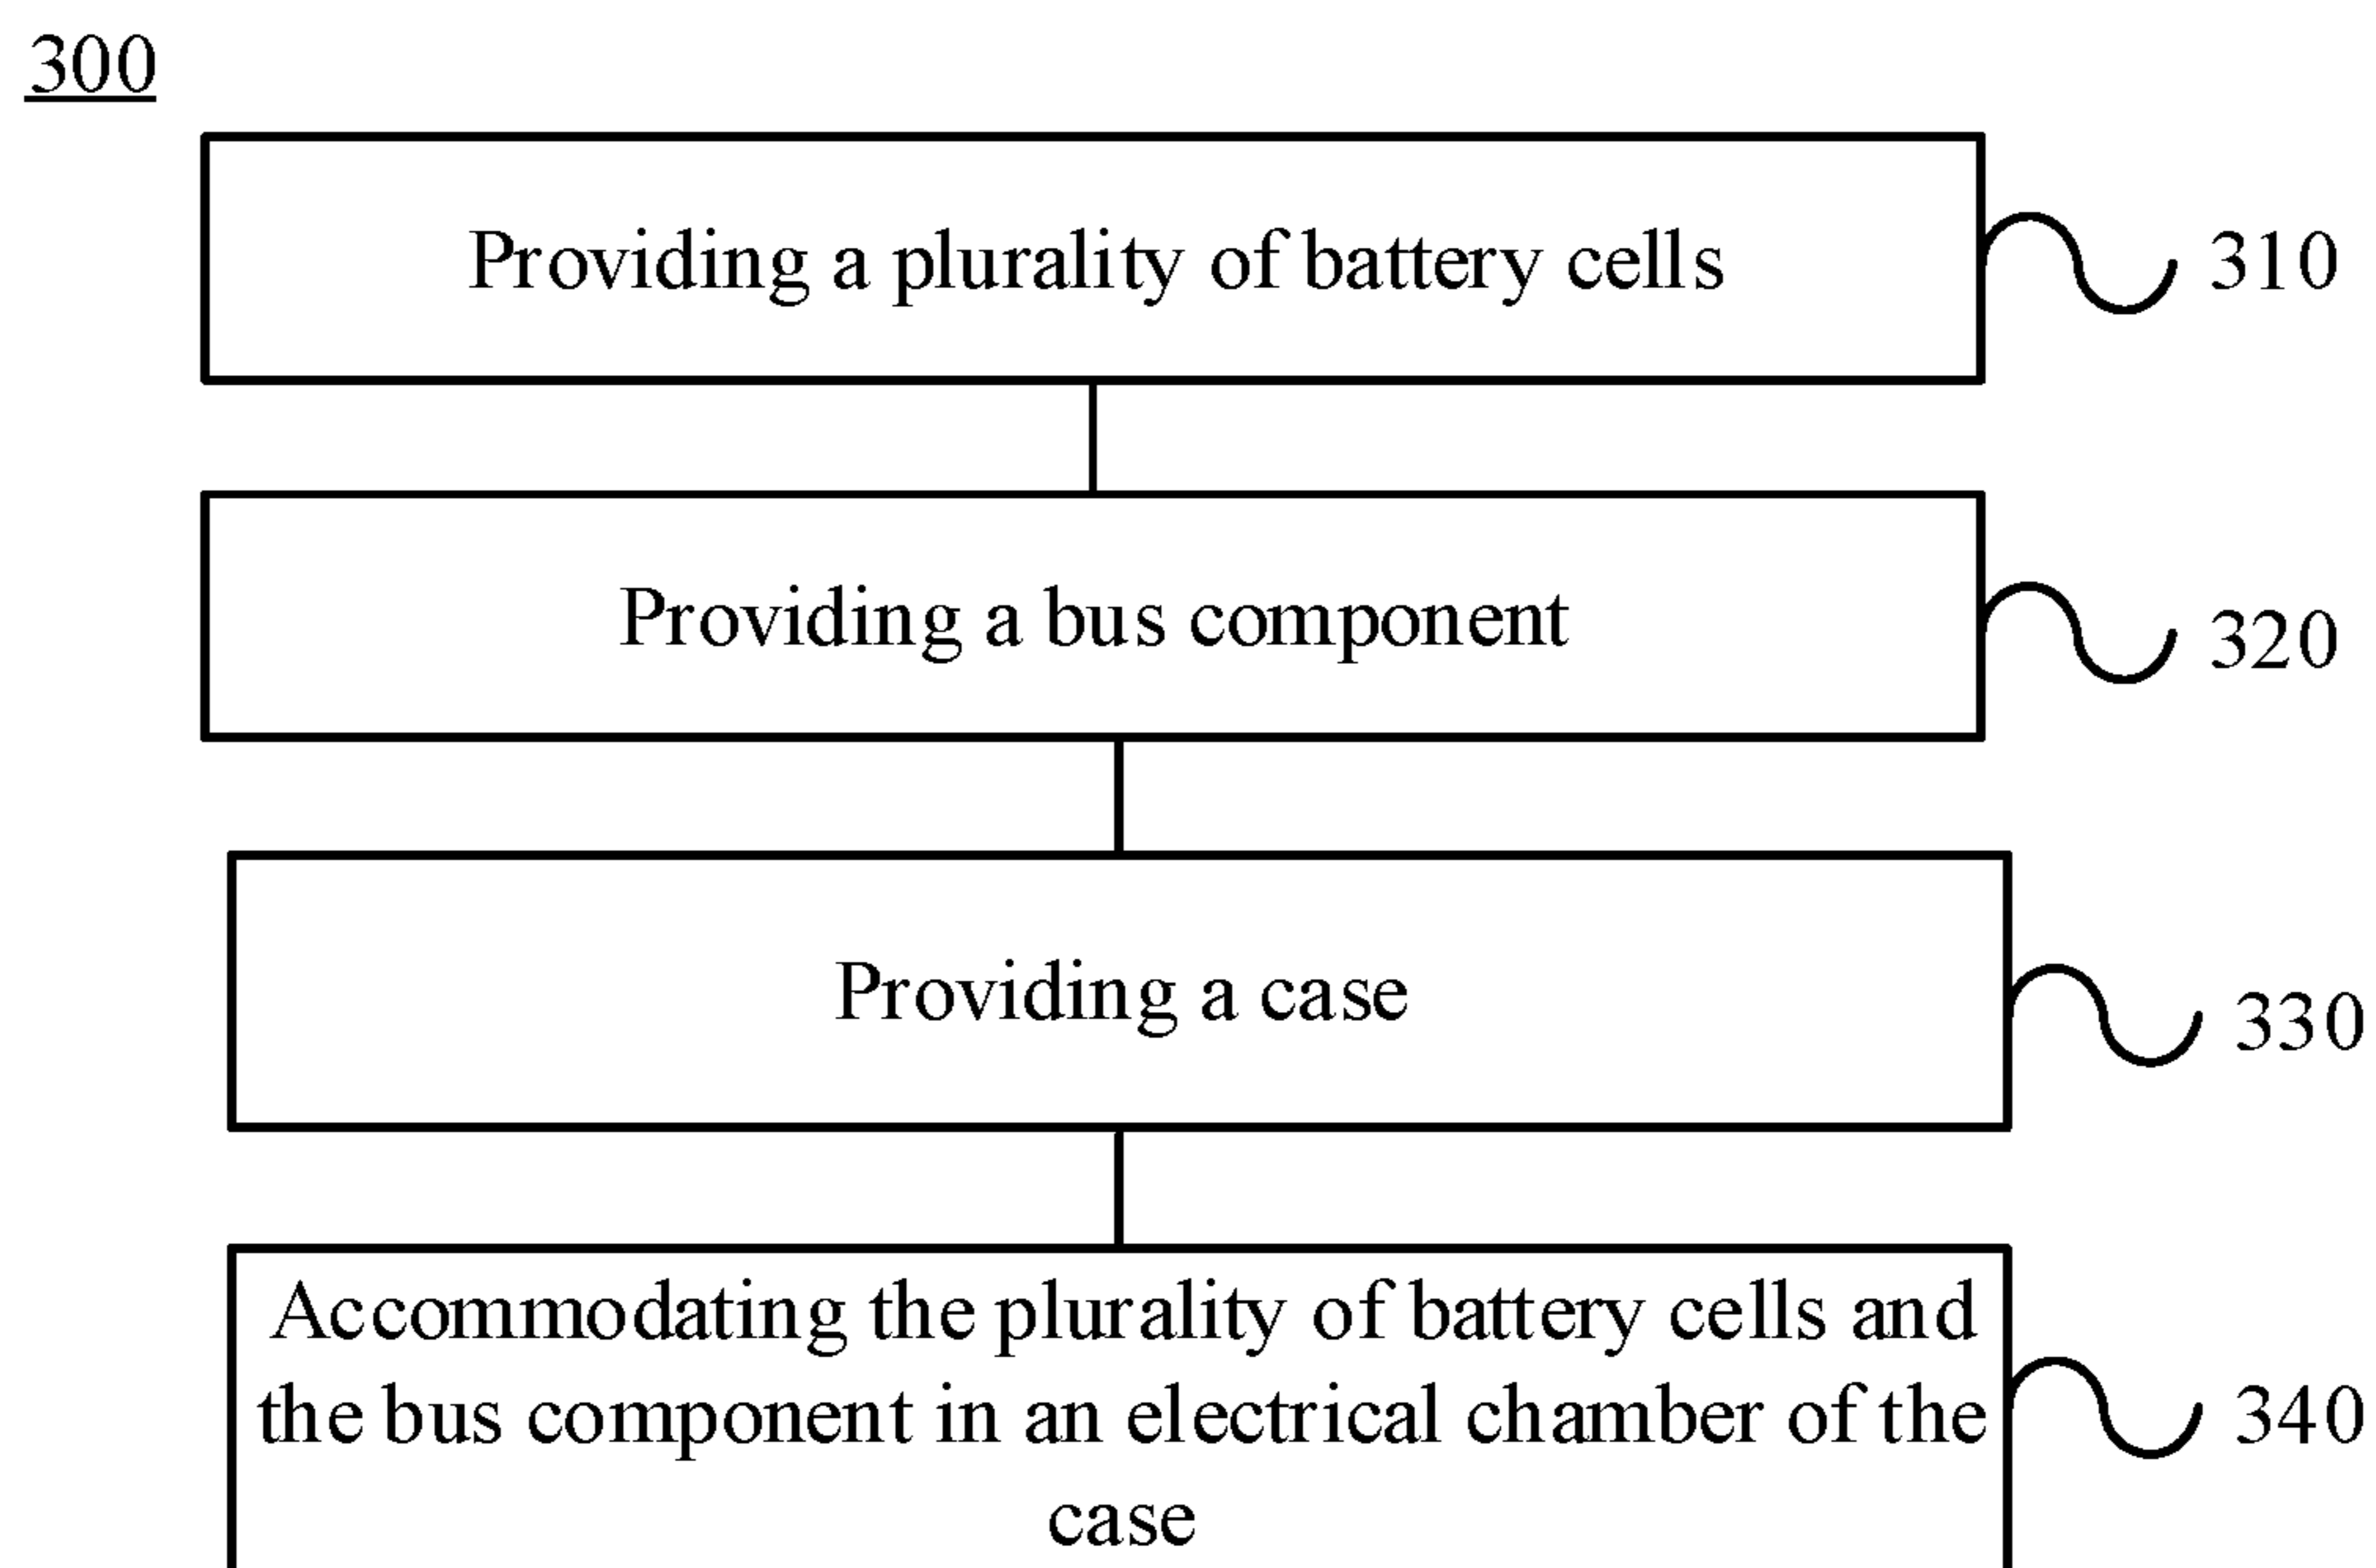 300
Providing a plurality of battery cells
310
Providing a bus component
320
Providing a case
330
Accommodating the plurality of battery cells and
the bus component in an electrical chamber of the
case
340